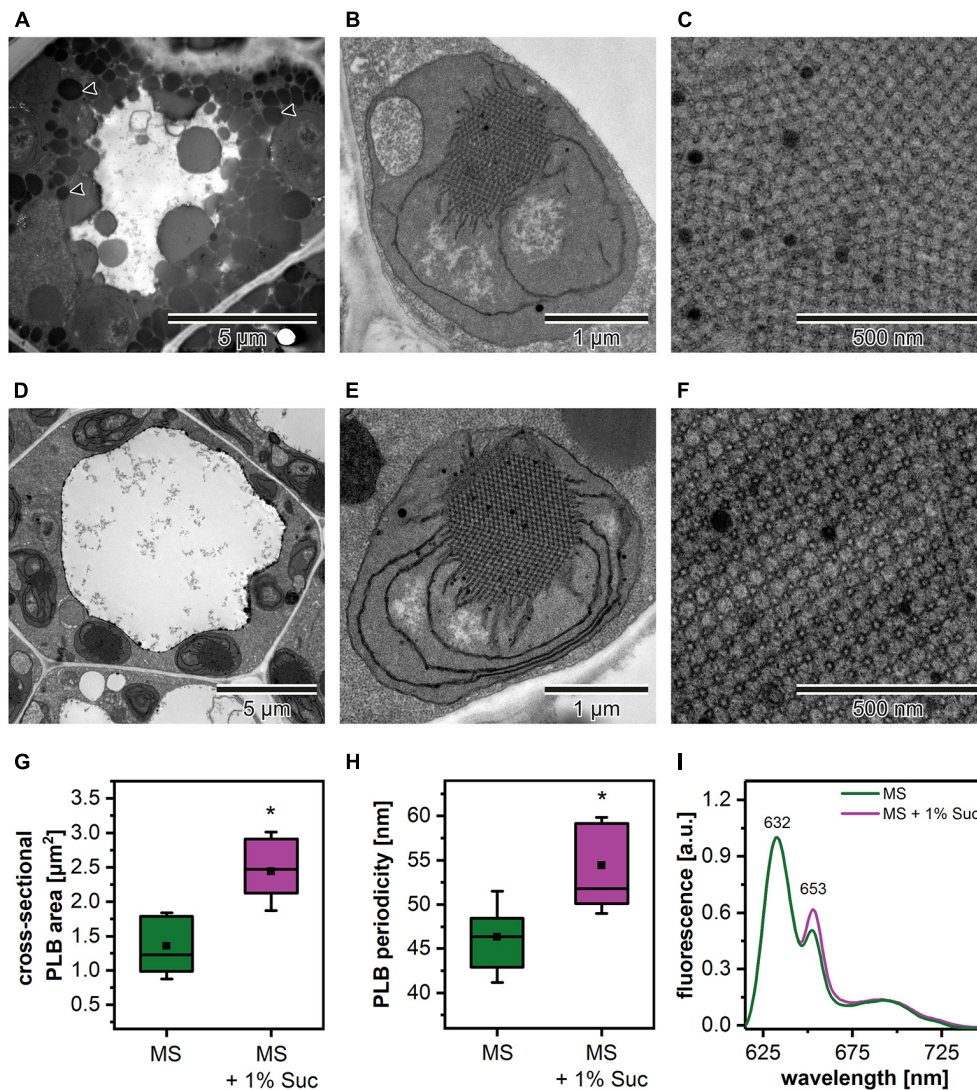 A
B
C
5 µm
1 µm
500 nm
D
E
F
5 µm
1 µm
500 nm
G
cross-sectional
PLB area [µm²]
3.5
3.0
2.5
2.0
1.5
1.0
0.5
*
MS
MS
+ 1% Suc
H
PLB periodicity [nm]
60
55
50
45
40
*
MS
MS
+ 1% Suc
I
fluorescence [a.u.]
1.2
0.9
0.6
0.3
0.0
MS
MS + 1% Suc
632
653
625
675
725
wavelength [nm]